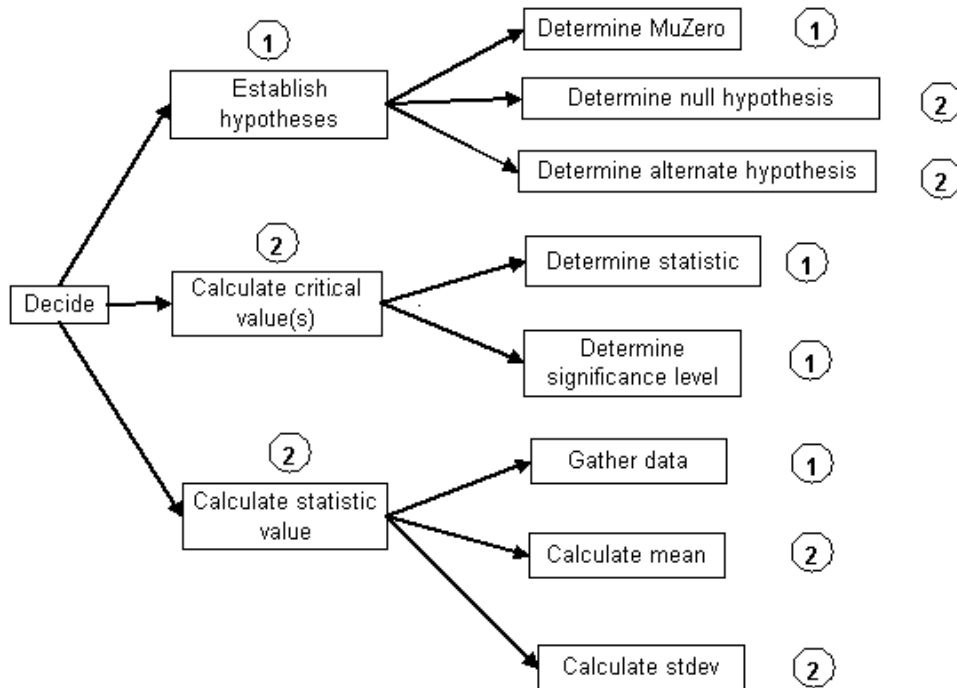 1
Determine MuZero
1
Establish
hypotheses
Determine null hypothesis
2
Determine alternate hypothesis
2
2
Determine statistic
1
Decide
Calculate critical
value(s)
Determine
significance level
1
2
Gather data
1
Calculate statistic
value
Calculate mean
2
Calculate stdev
2